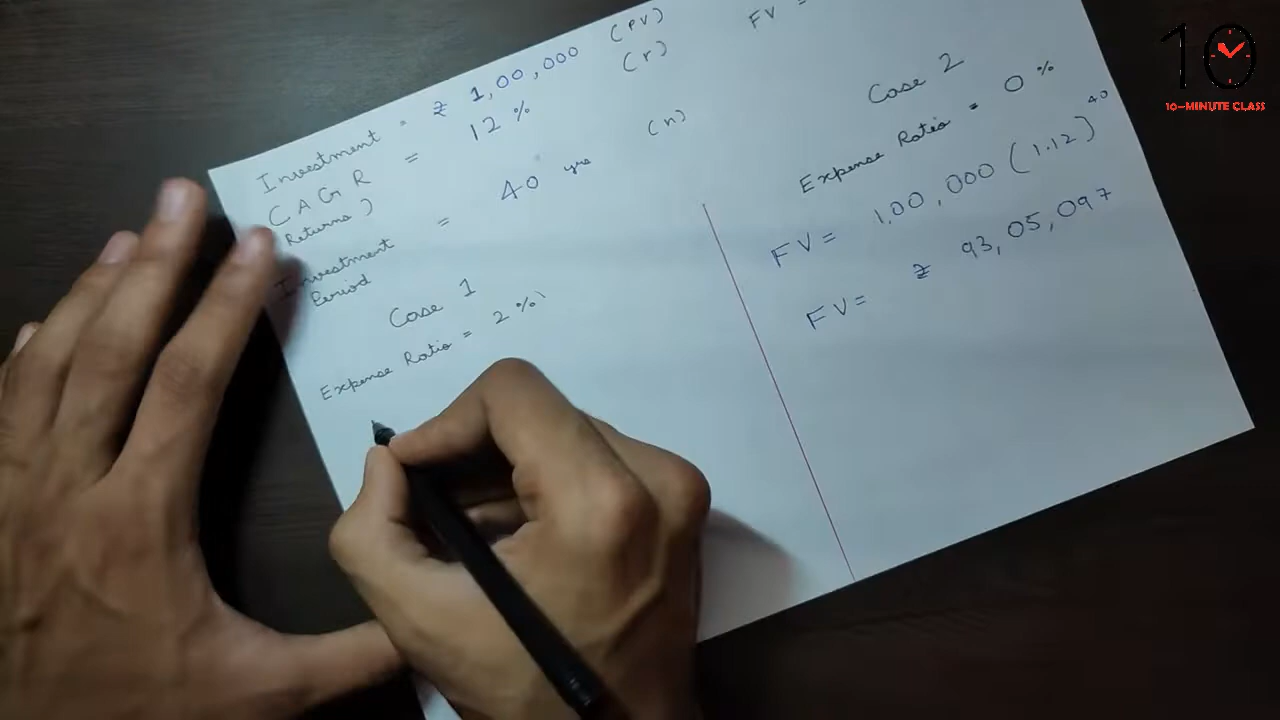 Investment = ₹ 1,00,000 (PV)
CAGR = 12% (r)
(Returns)
Investment = 40 yrs (n)
Period
Case 1
Expense Ratio = 2%
FV =
Case 2
Expense Ratio = 0%
FV = 1,00,000 (1.12)^40
FV = ₹ 93,05,097
10
10-MINUTE CLASS